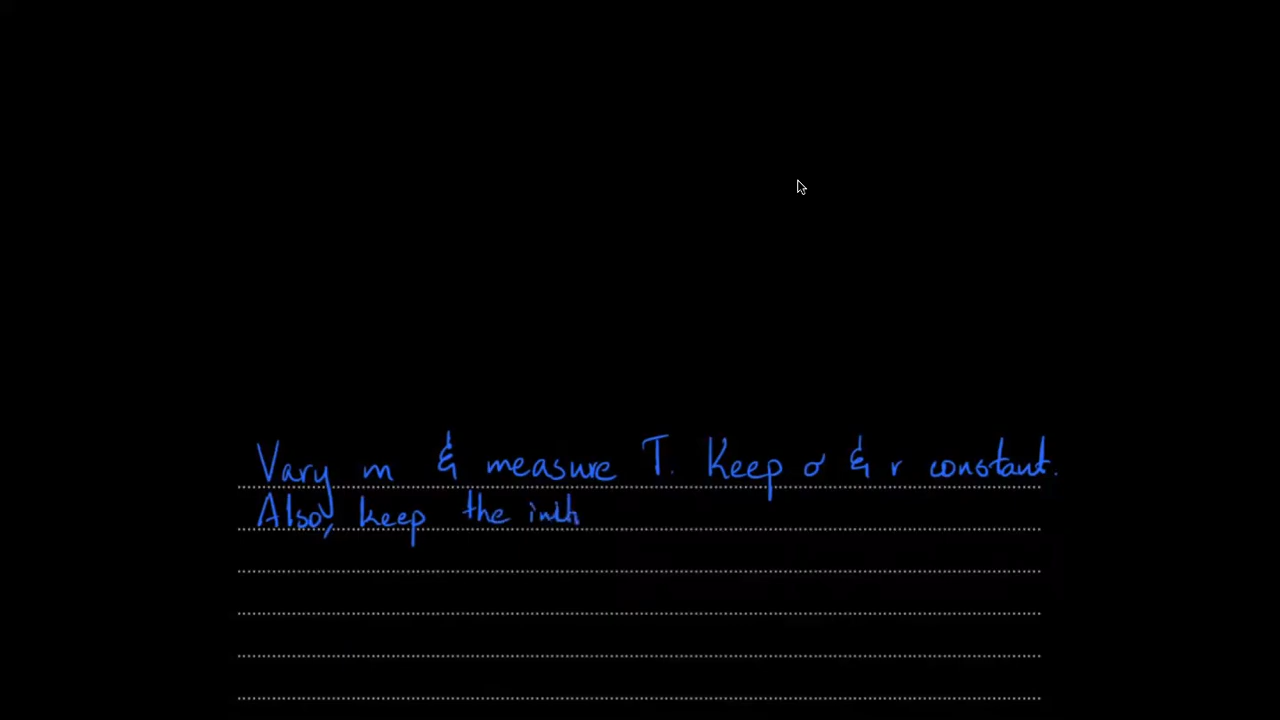 Vary m & measure T. Keep σ & r constant.
Also, keep the